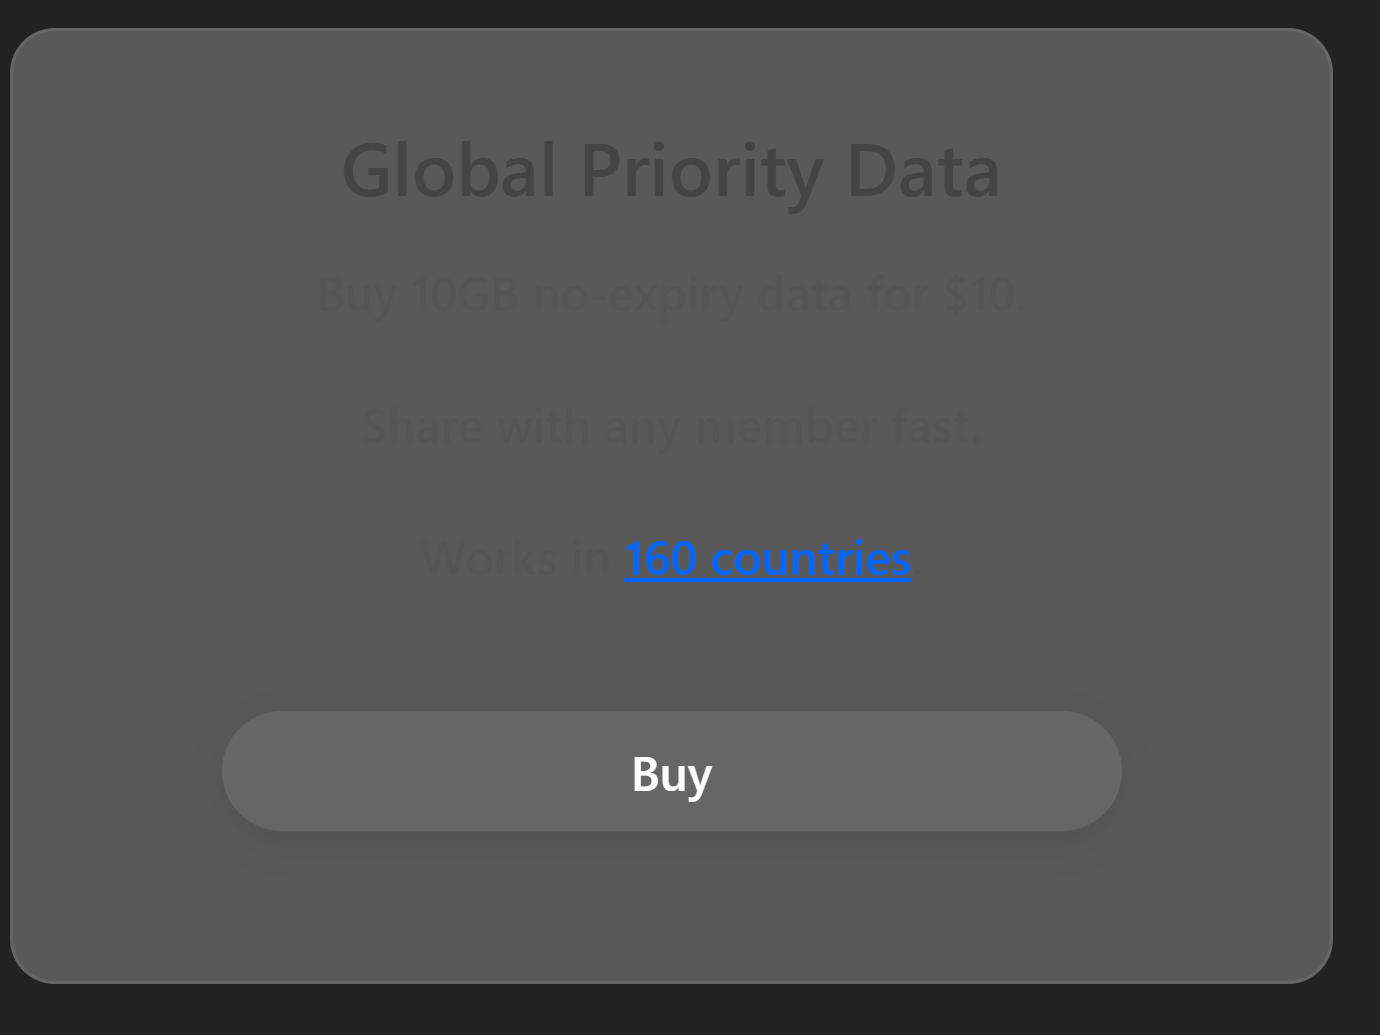 Global Priority Data
Buy 10GB no-expiry data for $10.
Share with any member fast.
Works in 160 countries.
Buy